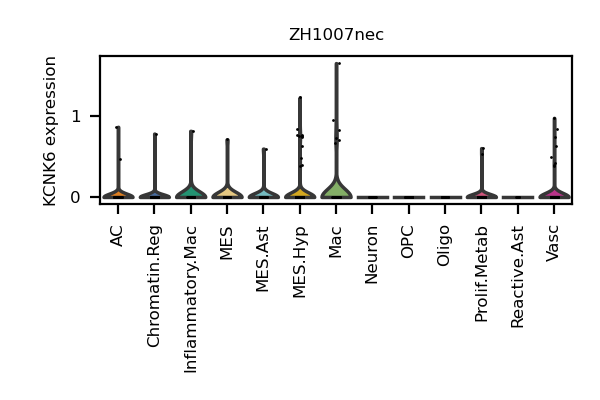 ZH1007nec
KCNK6 expression
1
0
AC
Chromatin.Reg
Inflammatory.Mac
MES
MES.Ast
MES.Hyp
Mac
Neuron
OPC
Oligo
Prolif.Metab
Reactive.Ast
Vasc